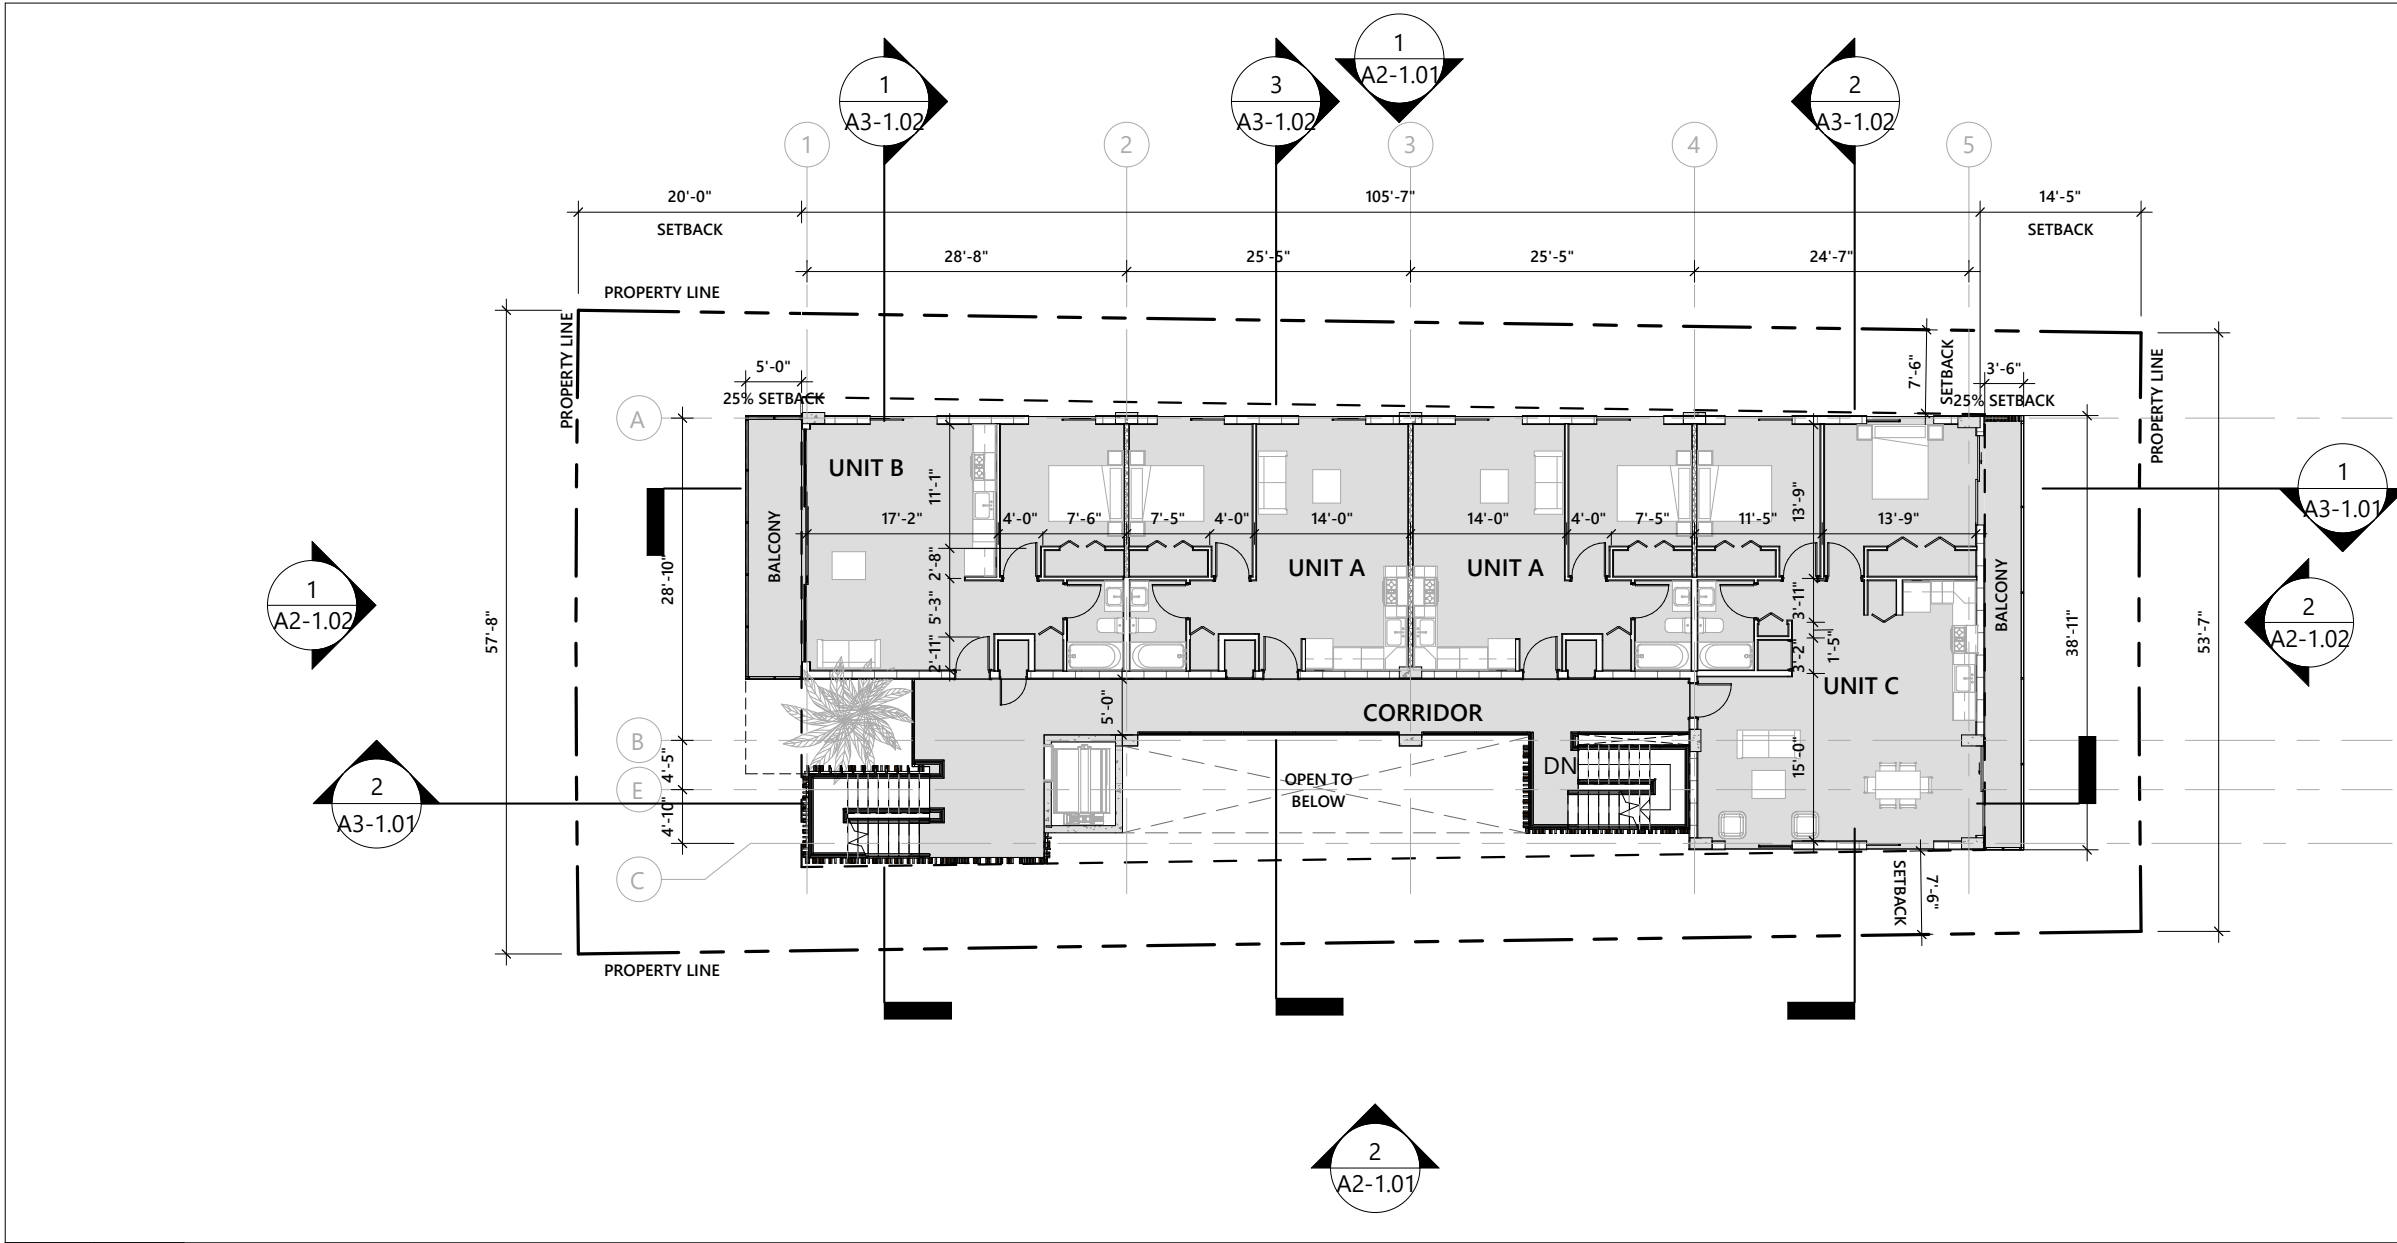 1
A2-1.01
1
A3-1.02
3
A3-1.02
2
A3-1.02
1
2
3
4
5
20'-0"
105'-7"
14'-5"
SETBACK
SETBACK
28'-8"
25'-5"
25'-5"
24'-7"
PROPERTY LINE
PROPERTY LINE
PROPERTY LINE
5'-0"
25% SETBACK
7'-6"
SETBACK
3'-6"
25% SETBACK
A
UNIT B
11'-1"
13'-9"
17'-2"
4'-0"
7'-6"
7'-5"
4'-0"
14'-0"
14'-0"
4'-0"
7'-5"
11'-5"
13'-9"
1
A3-1.01
BALCONY
28'-10"
2'-8"
UNIT A
UNIT A
BALCONY
1
A2-1.02
57'-8"
5'-3"
3'-11"
38'-11"
53'-7"
2
A2-1.02
2'-11"
3'-2"
1'-5"
UNIT C
5'-0"
CORRIDOR
B
4'-5"
15'-0"
DN
OPEN TO
BELOW
E
2
A3-1.01
4'-10"
C
SETBACK
7'-6"
PROPERTY LINE
2
A2-1.01